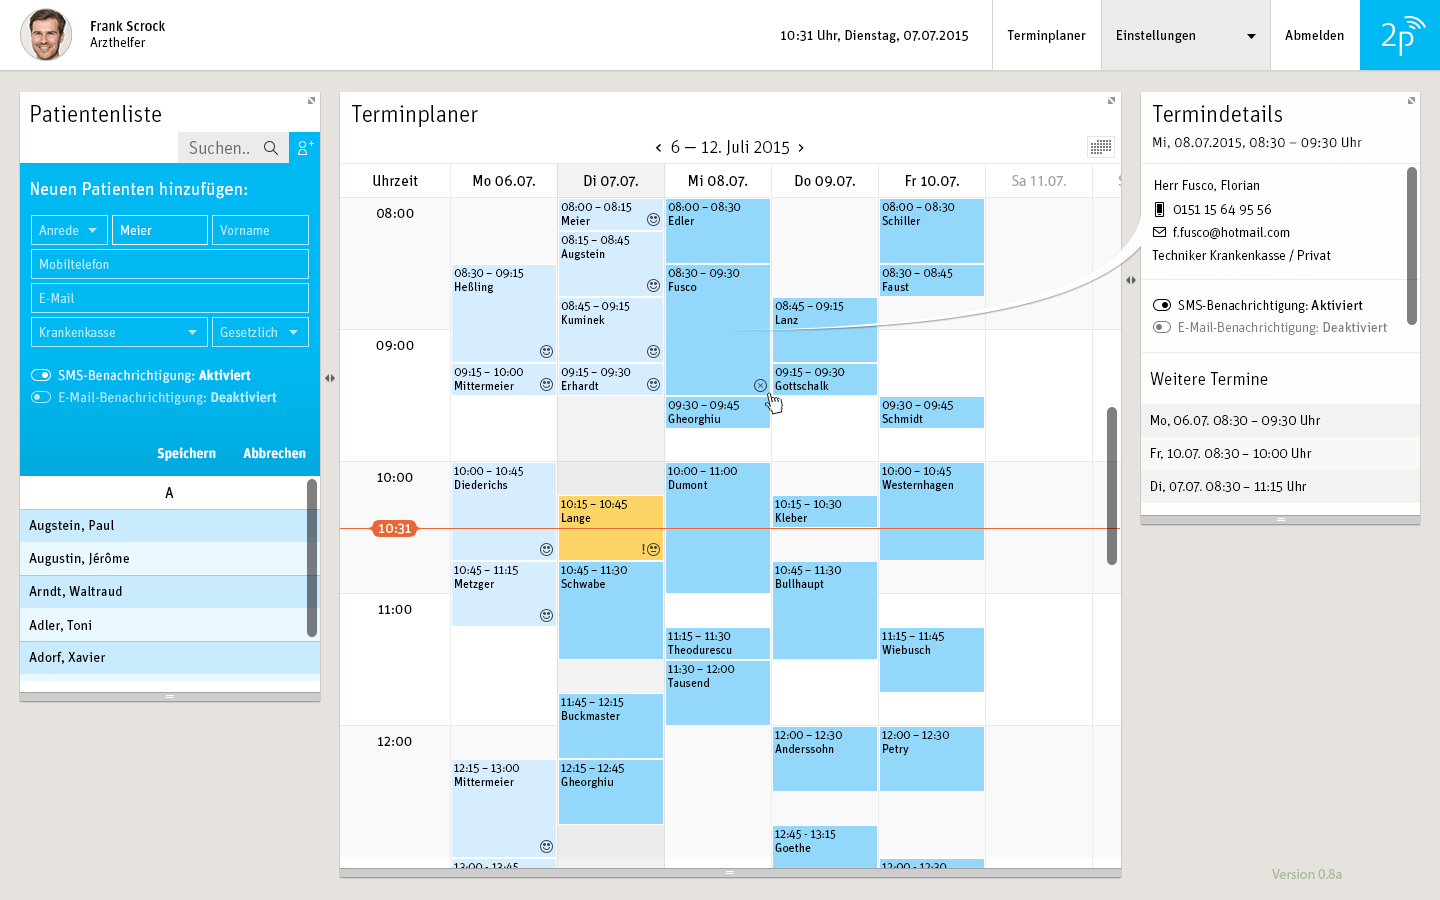 Frank Scrock
Arzthelfer
10:31 Uhr, Dienstag, 07.07.2015
Terminplaner
Einstellungen
Abmelden
2p
Patientenliste
Suchen..
Neuen Patienten hinzufügen:
Anrede
Meier
Vorname
Mobiltelefon
E-Mail
Krankenkasse
Gesetzlich
SMS-Benachrichtigung: Aktiviert
E-Mail-Benachrichtigung: Deaktiviert
Speichern
Abbrechen
A
Augstein, Paul
Augustin, Jérôme
Arndt, Waltraud
Adler, Toni
Adorf, Xavier
Terminplaner
6 — 12. Juli 2015
Uhrzeit
Mo 06.07.
Di 07.07.
Mi 08.07.
Do 09.07.
Fr 10.07.
Sa 11.07.
08:00
09:00
10:00
10:31
11:00
12:00
08:30 – 09:15
Heßling
09:15 – 10:00
Mittermeier
10:00 – 10:45
Diederichs
10:45 – 11:15
Metzger
12:15 – 13:00
Mittermeier
13:00 - 13:45
08:00 – 08:15
Meier
08:15 – 08:45
Augstein
08:45 – 09:15
Kuminek
09:15 – 09:30
Erhardt
10:15 – 10:45
Lange
!
10:45 – 11:30
Schwabe
11:45 – 12:15
Buckmaster
12:15 – 12:45
Gheorghiu
08:00 – 08:30
Edler
08:30 – 09:30
Fusco
09:30 – 09:45
Gheorghiu
10:00 – 11:00
Dumont
11:15 – 11:30
Theodurescu
11:30 – 12:00
Tausend
08:45 – 09:15
Lanz
09:15 – 09:30
Gottschalk
10:15 – 10:30
Kleber
10:45 – 11:30
Bullhaupt
12:00 – 12:30
Anderssohn
12:45 - 13:15
Goethe
08:00 – 08:30
Schiller
08:30 – 08:45
Faust
09:30 – 09:45
Schmidt
10:00 – 10:45
Westernhagen
11:15 – 11:45
Wiebusch
12:00 – 12:30
Petry
12:00 - 12:30
Termindetails
Mi, 08.07.2015, 08:30 – 09:30 Uhr
Herr Fusco, Florian
0151 15 64 95 56
f.fusco@hotmail.com
Techniker Krankenkasse / Privat
SMS-Benachrichtigung: Aktiviert
E-Mail-Benachrichtigung: Deaktiviert
Weitere Termine
Mo, 06.07. 08:30 – 09:30 Uhr
Fr, 10.07. 08:30 – 10:00 Uhr
Di, 07.07. 08:30 – 11:15 Uhr
Version 0.8a